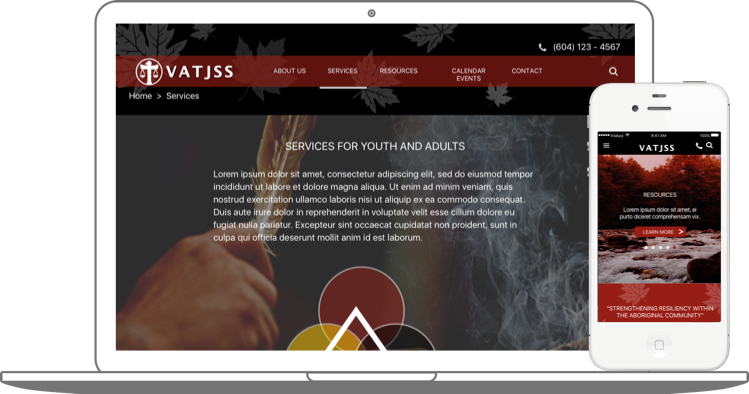 (604) 123 - 4567
VATJSS
ABOUT US
SERVICES
RESOURCES
CALENDAR
EVENTS
CONTACT
Home > Services
SERVICES FOR YOUTH AND ADULTS
Lorem ipsum dolor sit amet, consectetur adipiscing elit, sed do eiusmod tempor
incididunt ut labore et dolore magna aliqua. Ut enim ad minim veniam, quis
nostrud exercitation ullamco laboris nisi ut aliquip ex ea commodo consequat.
Duis aute irure dolor in reprehenderit in voluptate velit esse cillum dolore eu
fugiat nulla pariatur. Excepteur sint occaecat cupidatat non proident, sunt in
culpa qui officia deserunt mollit anim id est laborum.
9:41 AM
100%
VATJSS
RESOURCES
Lorem ipsum dolor sit amet, ei
purto diceret comprehensam vix.
LEARN MORE >
"STRENGTHENING RESILIENCY WITHIN
THE ABORIGINAL COMMUNITY"